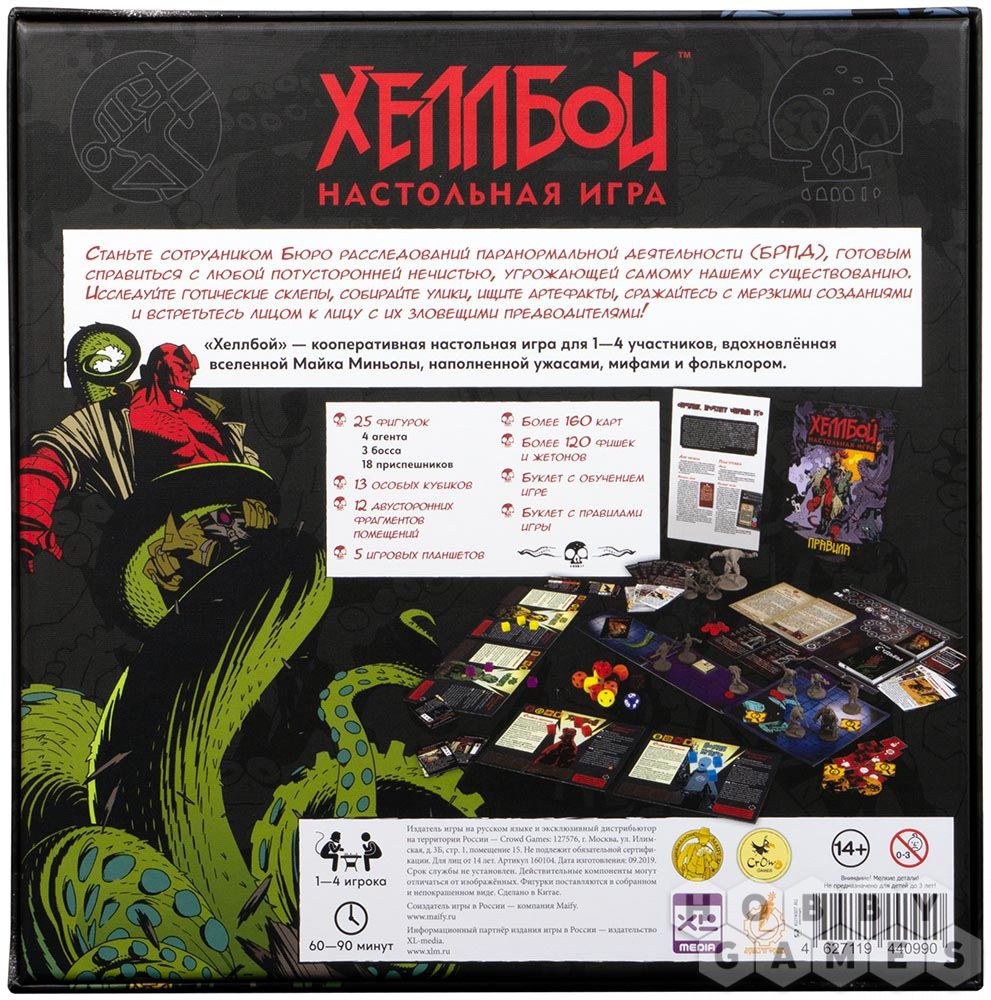 ХЕЛЛБОЙ™
НАСТОЛЬНАЯ ИГРА
Станьте сотрудником Бюро расследований паранормальной деятельности (БРПД), готовым
справиться с любой потусторонней нечистью, угрожающей самому нашему существованию.
Исследуйте готические склепы, собирайте улики, ищите артефакты, сражайтесь с мерзкими созданиями
и встретьтесь лицом к лицу с их зловещими предводителями!
«Хеллбой» — кооперативная настольная игра для 1—4 участников, вдохновлённая
вселенной Майка Миньолы, наполненной ужасами, мифами и фольклором.
25 фигурок
4 агента
3 босса
18 приспешников
13 особых кубиков
12 двусторонних
фрагментов
помещений
5 игровых планшетов
Более 160 карт
Более 120 фишек
и жетонов
Буклет с обучением
игре
Буклет с правилами
игры
ХЕЛЛБОЙ
НАСТОЛЬНАЯ ИГРА
ПРАВИЛА
1—4 игрока
60—90 минут
Издатель игры на русском языке и эксклюзивный дистрибьютор
на территории России — Crowd Games: 127576, г. Москва, ул. Илим-
ская, д. 3Б, стр. 1, помещение 15. Не подлежит обязательной сертифи-
кации. Для лиц от 14 лет. Артикул 160104. Дата изготовления: 09.2019.
Срок службы не установлен. Действительные компоненты могут
отличаться от изображённых. Фигурки поставляются в собранном
и непокрашенном виде. Сделано в Китае.
Соиздатель игры в России — компания Maify.
www.maify.ru
Информационный партнёр издания игры в России — издательство
XL-media.
www.xlm.ru
CrOwd
GAMES
14+
0-3
Внимание! Мелкие детали!
Не предназначено для детей до 3 лет!
XL
MEDIA
4 627119 440990
HOBBY
GAMES